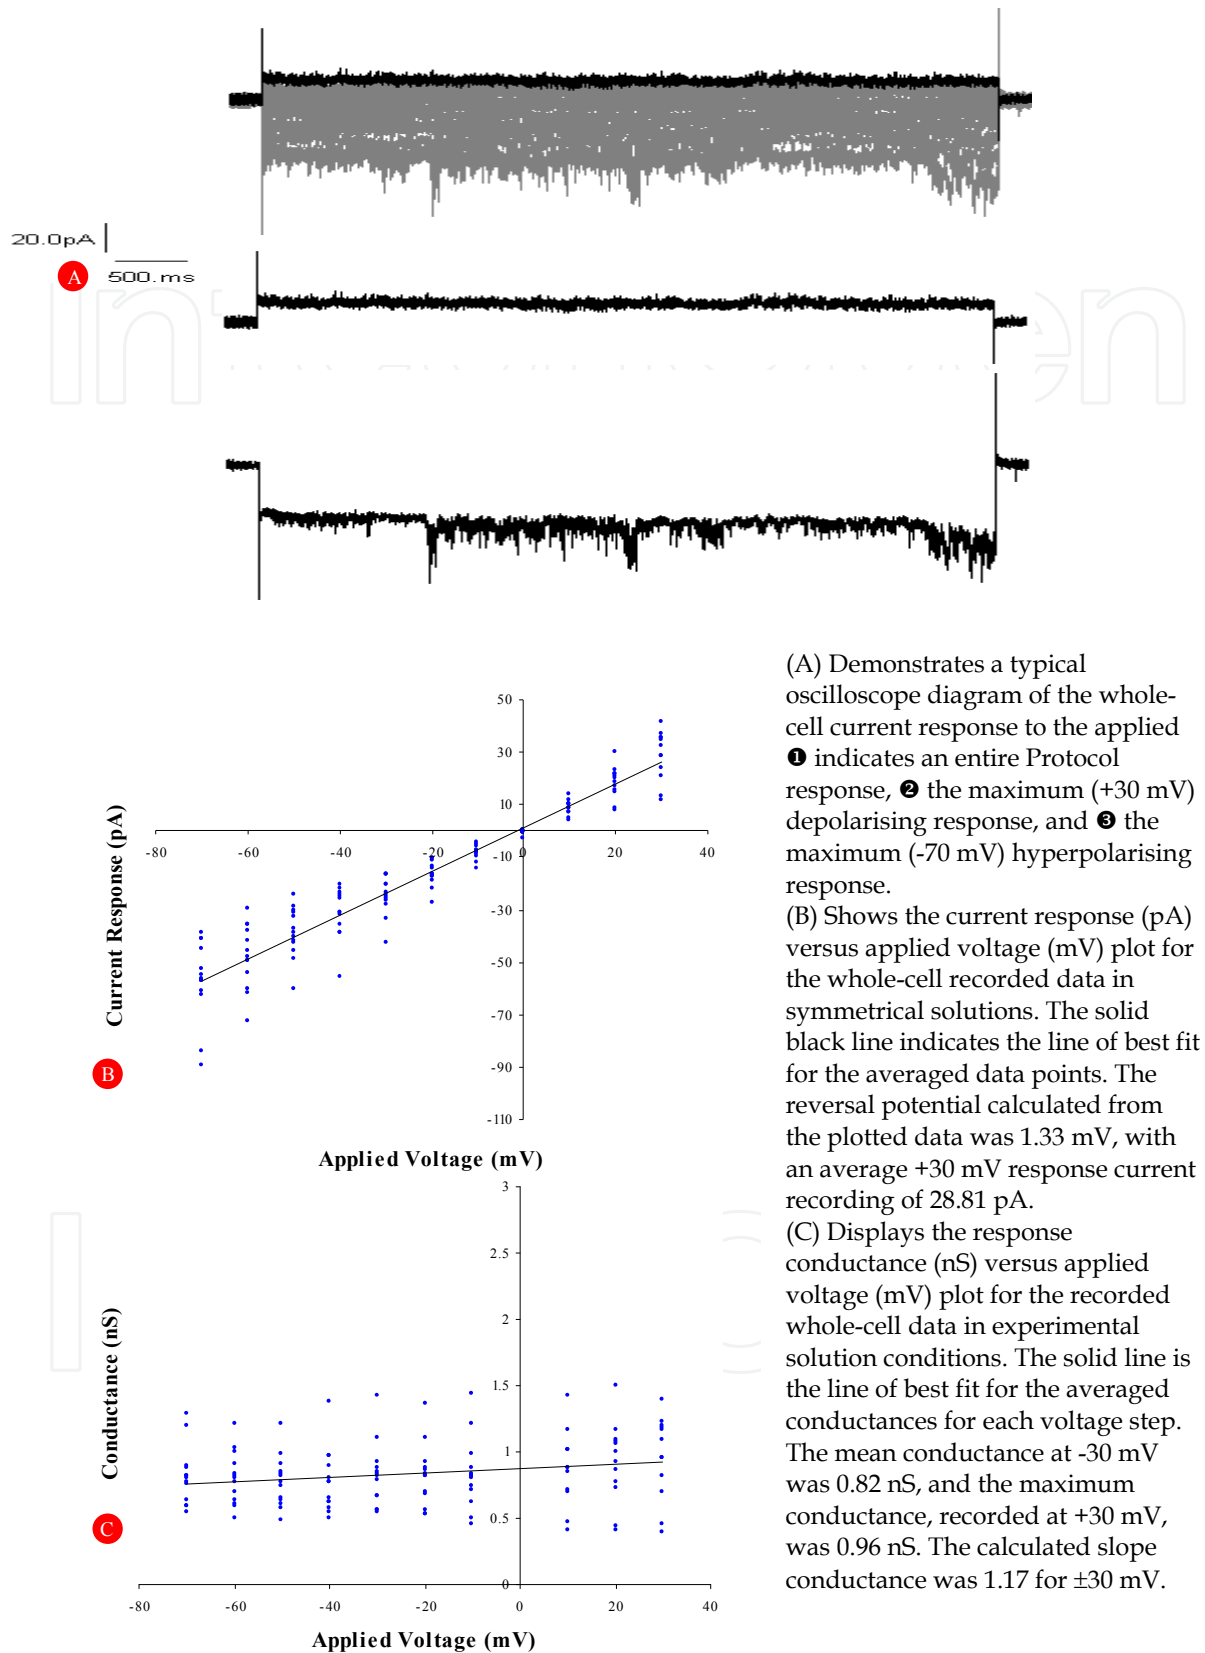 20.0pA
500.ms
A
InTechOpen
50
30
10
-80
-60
-40
-20
0
20
40
-10
-30
-50
-70
-90
-110
Current Response (pA)
B
Applied Voltage (mV)
3
2.5
2
1.5
1
0.5
0
-80
-60
-40
-20
0
20
40
Conductance (nS)
C
Applied Voltage (mV)
(A) Demonstrates a typical
oscilloscope diagram of the whole-
cell current response to the applied
❶ indicates an entire Protocol
response, ❷ the maximum (+30 mV)
depolarising response, and ❸ the
maximum (-70 mV) hyperpolarising
response.
(B) Shows the current response (pA)
versus applied voltage (mV) plot for
the whole-cell recorded data in
symmetrical solutions. The solid
black line indicates the line of best fit
for the averaged data points. The
reversal potential calculated from
the plotted data was 1.33 mV, with
an average +30 mV response current
recording of 28.81 pA.
(C) Displays the response
conductance (nS) versus applied
voltage (mV) plot for the recorded
whole-cell data in experimental
solution conditions. The solid line is
the line of best fit for the averaged
conductances for each voltage step.
The mean conductance at -30 mV
was 0.82 nS, and the maximum
conductance, recorded at +30 mV,
was 0.96 nS. The calculated slope
conductance was 1.17 for ±30 mV.